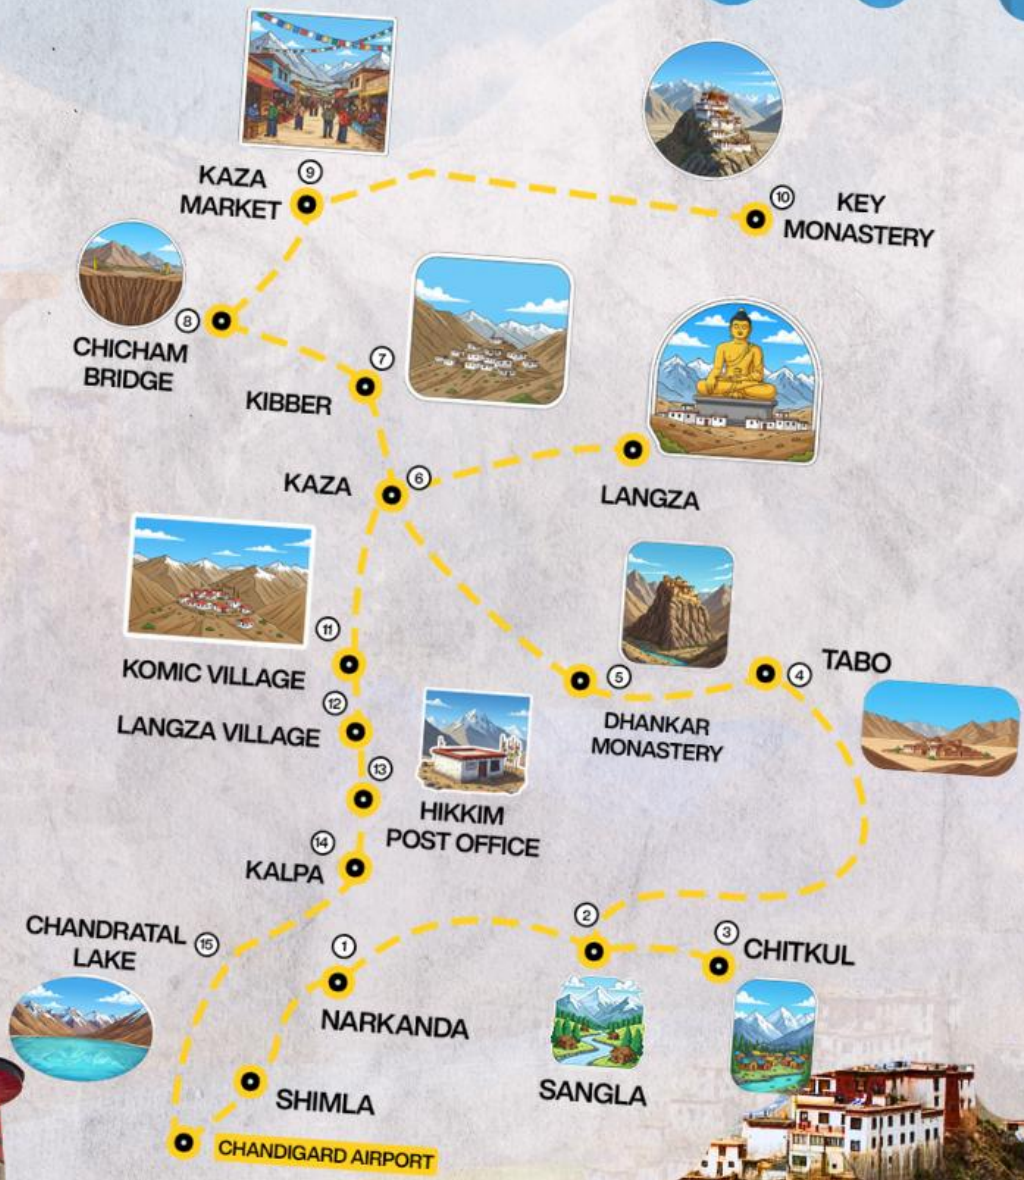 9
KAZA
MARKET
10
KEY
MONASTERY
8
CHICHAM
BRIDGE
7
KIBBER
KAZA
6
LANGZA
11
KOMIC VILLAGE
5
DHANKAR
MONASTERY
4
TABO
12
LANGZA VILLAGE
13
HIKKIM
POST OFFICE
14
KALPA
CHANDRATAL
LAKE
15
1
NARKANDA
2
SANGLA
3
CHITKUL
SHIMLA
CHANDIGARD AIRPORT